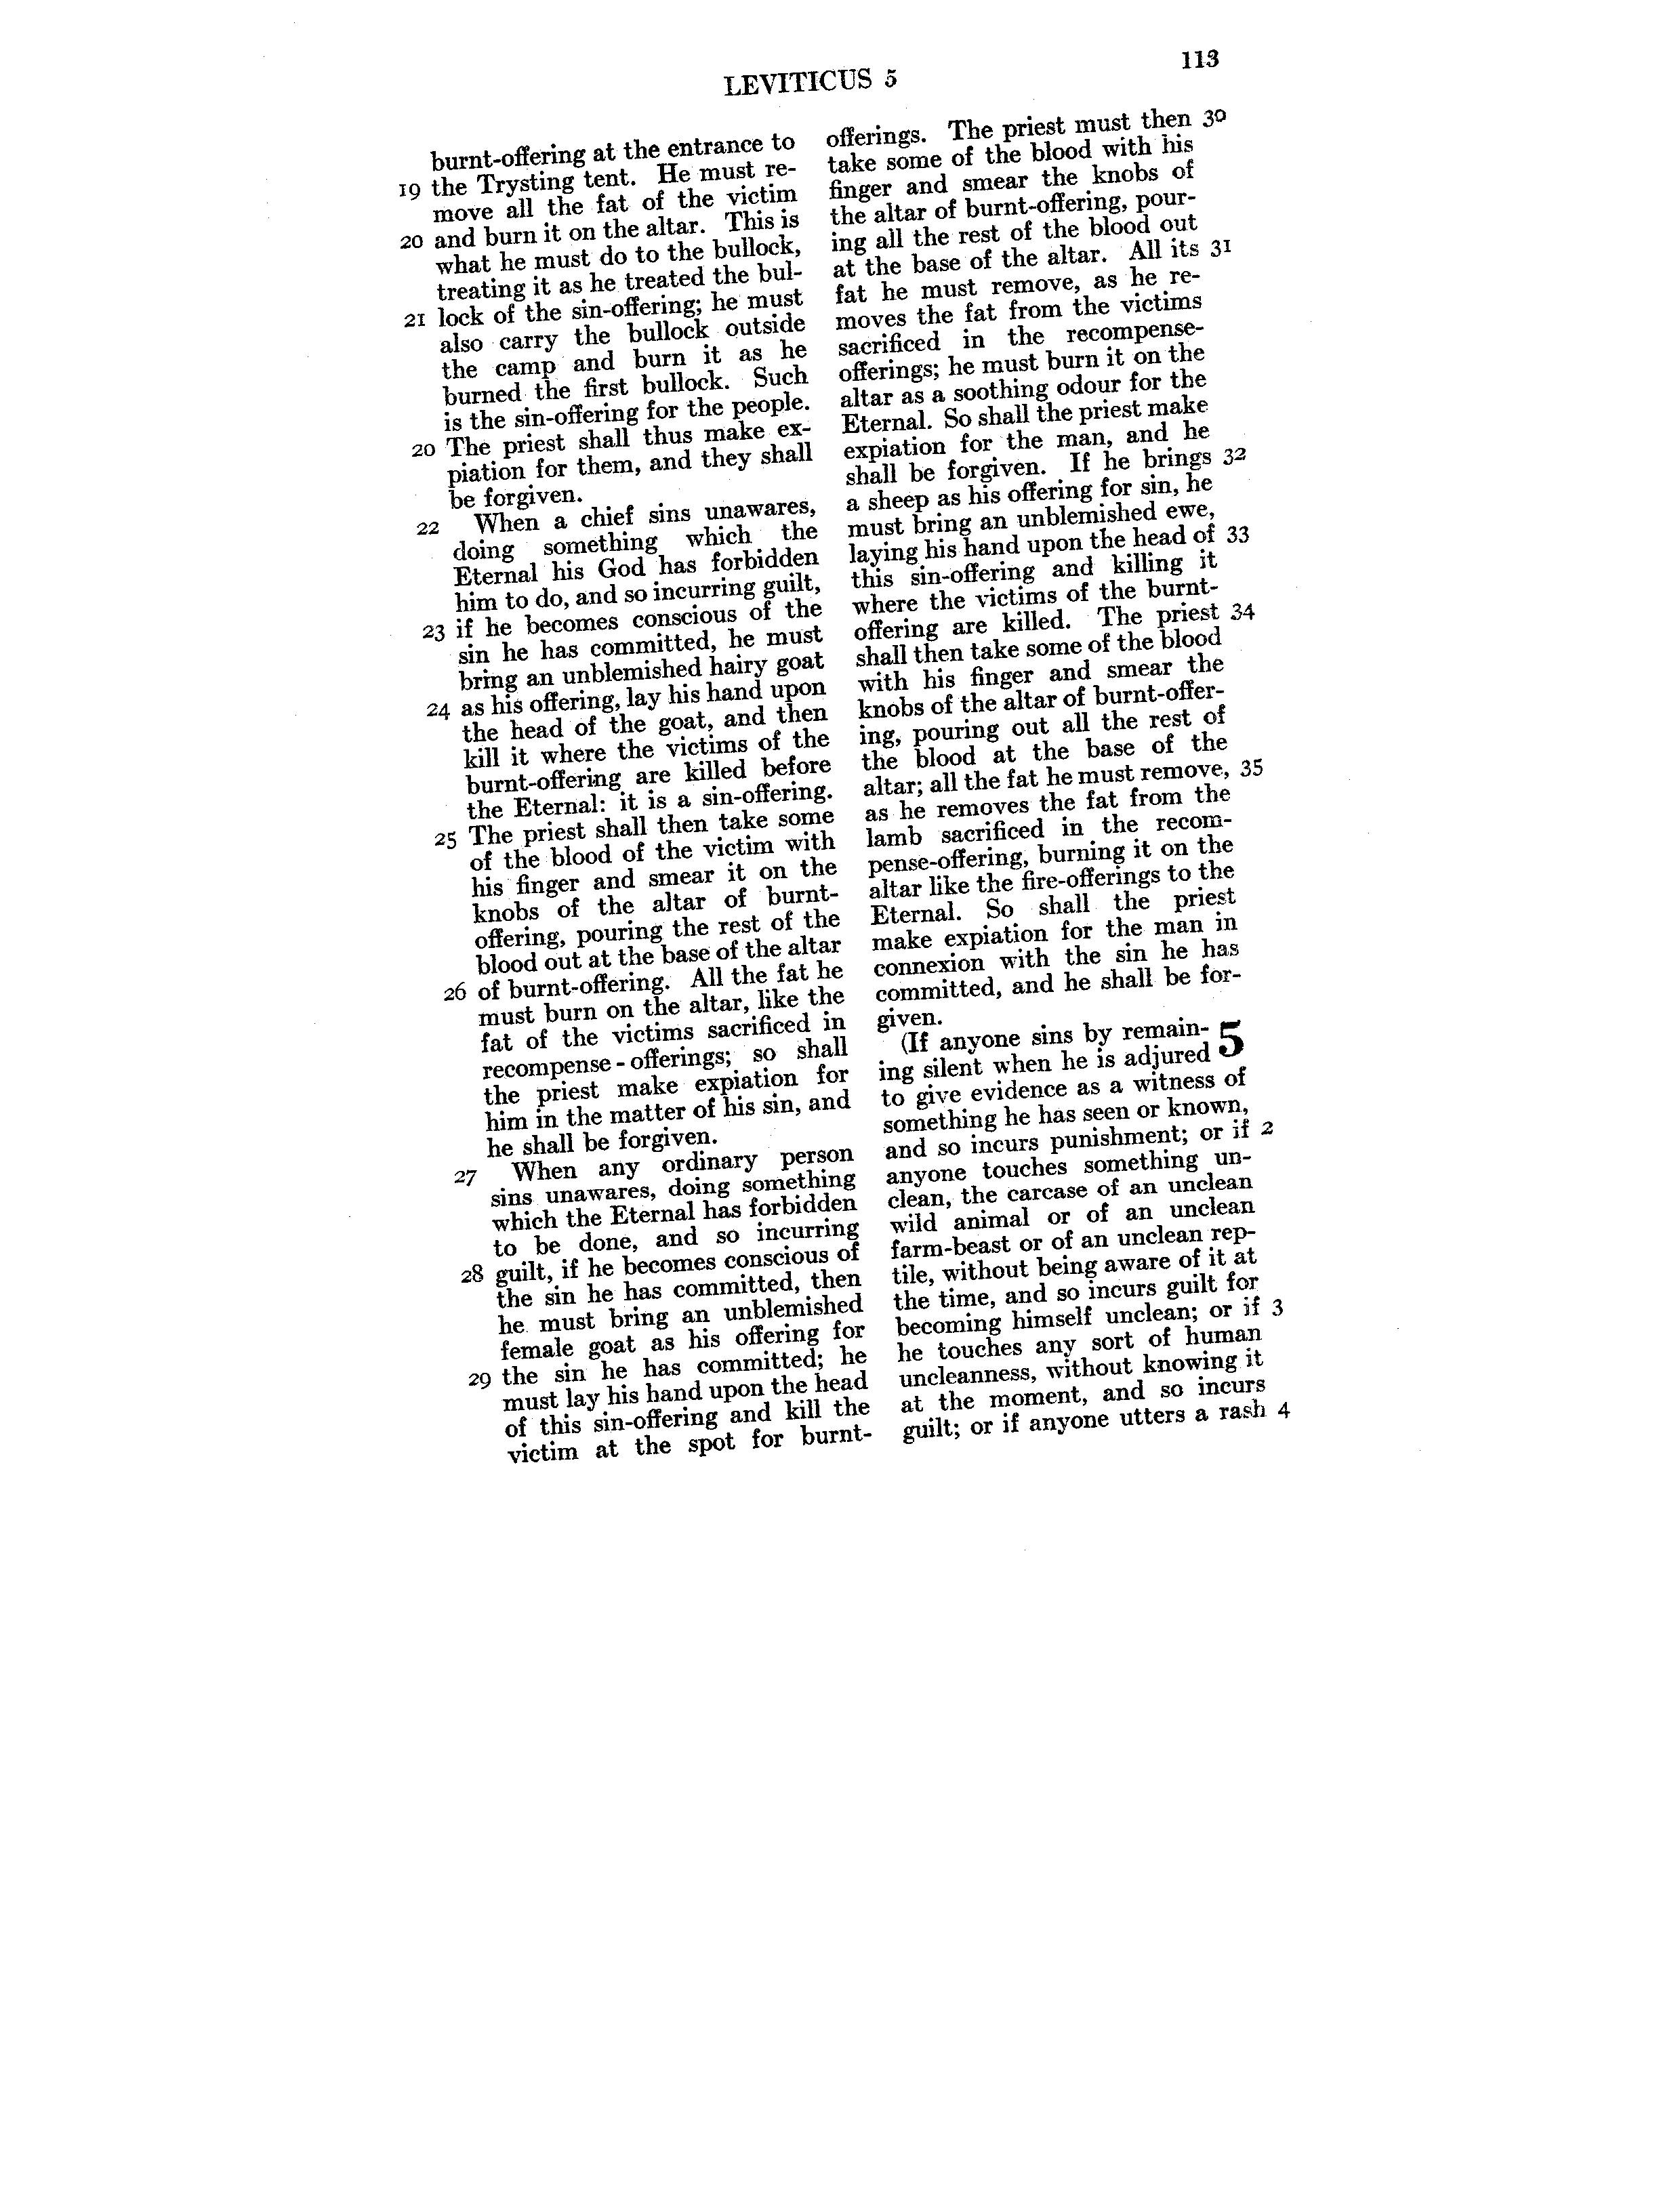 LEVITICUS 5
113
burnt-offering at the entrance to
19 the Trysting tent. He must re-
move all the fat of the victim
20 and burn it on the altar. This is
what he must do to the bullock,
treating it as he treated the bul-
21 lock of the sin-offering; he must
also carry the bullock outside
the camp and burn it as he
burned the first bullock. Such
is the sin-offering for the people.
20 The priest shall thus make ex-
piation for them, and they shall
be forgiven.
22 When a chief sins unawares,
doing something which the
Eternal his God has forbidden
him to do, and so incurring guilt,
23 if he becomes conscious of the
sin he has committed, he must
bring an unblemished hairy goat
24 as his offering, lay his hand upon
the head of the goat, and then
kill it where the victims of the
burnt-offering are killed before
the Eternal: it is a sin-offering.
25 The priest shall then take some
of the blood of the victim with
his finger and smear it on the
knobs of the altar of burnt-
offering, pouring the rest of the
blood out at the base of the altar
26 of burnt-offering. All the fat he
must burn on the altar, like the
fat of the victims sacrificed in
recompense-offerings; so shall
the priest make expiation for
him in the matter of his sin, and
he shall be forgiven.
27 When any ordinary person
sins unawares, doing something
which the Eternal has forbidden
to be done, and so incurring
28 guilt, if he becomes conscious of
the sin he has committed, then
he must bring an unblemished
female goat as his offering for
29 the sin he has committed; he
must lay his hand upon the head
of this sin-offering and kill the
victim at the spot for burnt-
offerings. The priest must then 30
take some of the blood with his
finger and smear the knobs of
the altar of burnt-offering, pour-
ing all the rest of the blood out
at the base of the altar. All its 31
fat he must remove, as he re-
moves the fat from the victims
sacrificed in the recompense-
offerings; he must burn it on the
altar as a soothing odour for the
Eternal. So shall the priest make
expiation for the man, and he
shall be forgiven. If he brings 32
a sheep as his offering for sin, he
must bring an unblemished ewe,
laying his hand upon the head of 33
this sin-offering and killing it
where the victims of the burnt-
offering are killed. The priest 34
shall then take some of the blood
with his finger and smear the
knobs of the altar of burnt-offer-
ing, pouring out all the rest of
the blood at the base of the
altar; all the fat he must remove, 35
as he removes the fat from the
lamb sacrificed in the recom-
pense-offering, burning it on the
altar like the fire-offerings to the
Eternal. So shall the priest
make expiation for the man in
connexion with the sin he has
committed, and he shall be for-
given.
(If anyone sins by remain- 5
ing silent when he is adjured
to give evidence as a witness of
something he has seen or known,
and so incurs punishment; or if 2
anyone touches something un-
clean, the carcase of an unclean
wild animal or of an unclean
farm-beast or of an unclean rep-
tile, without being aware of it at
the time, and so incurs guilt for
becoming himself unclean; or if 3
he touches any sort of human
uncleanness, without knowing it
at the moment, and so incurs
guilt; or if anyone utters a rash 4